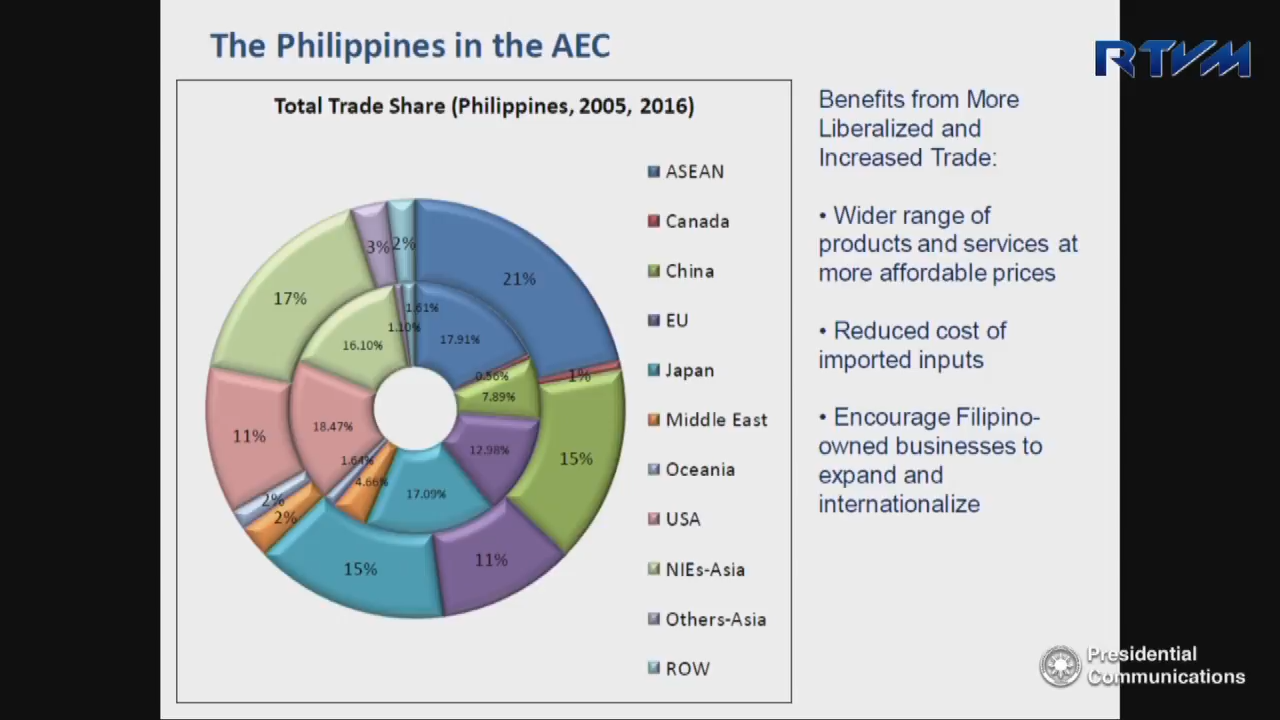 The Philippines in the AEC
RTVM
Total Trade Share (Philippines, 2005, 2016)
ASEAN
Canada
China
EU
Japan
Middle East
Oceania
USA
NIEs-Asia
Others-Asia
ROW
21%
1%
15%
11%
15%
2%
2%
11%
17%
3%
2%
17.91%
0.56%
7.89%
12.98%
17.09%
4.66%
1.64%
18.47%
16.10%
1.10%
1.61%
Benefits from More
Liberalized and
Increased Trade:
• Wider range of
products and services at
more affordable prices
• Reduced cost of
imported inputs
• Encourage Filipino-
owned businesses to
expand and
internationalize
Presidential
Communications